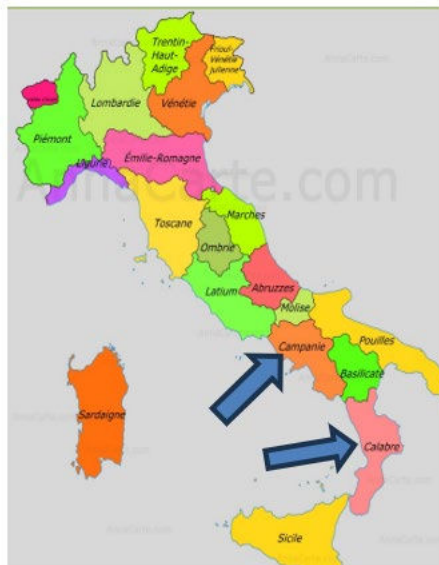 Trentin-
Haut-
Adige
Frioul-
Vénétie
Julienne
Lombardie
Vénétie
Piémont
Ligurie
Émilie-Romagne
AnnaCarte.com
Toscane
Marches
Ombrie
Latium
Abruzzes
Molise
Campanie
Pouilles
Basilicate
Sardaigne
Calabre
Sicile